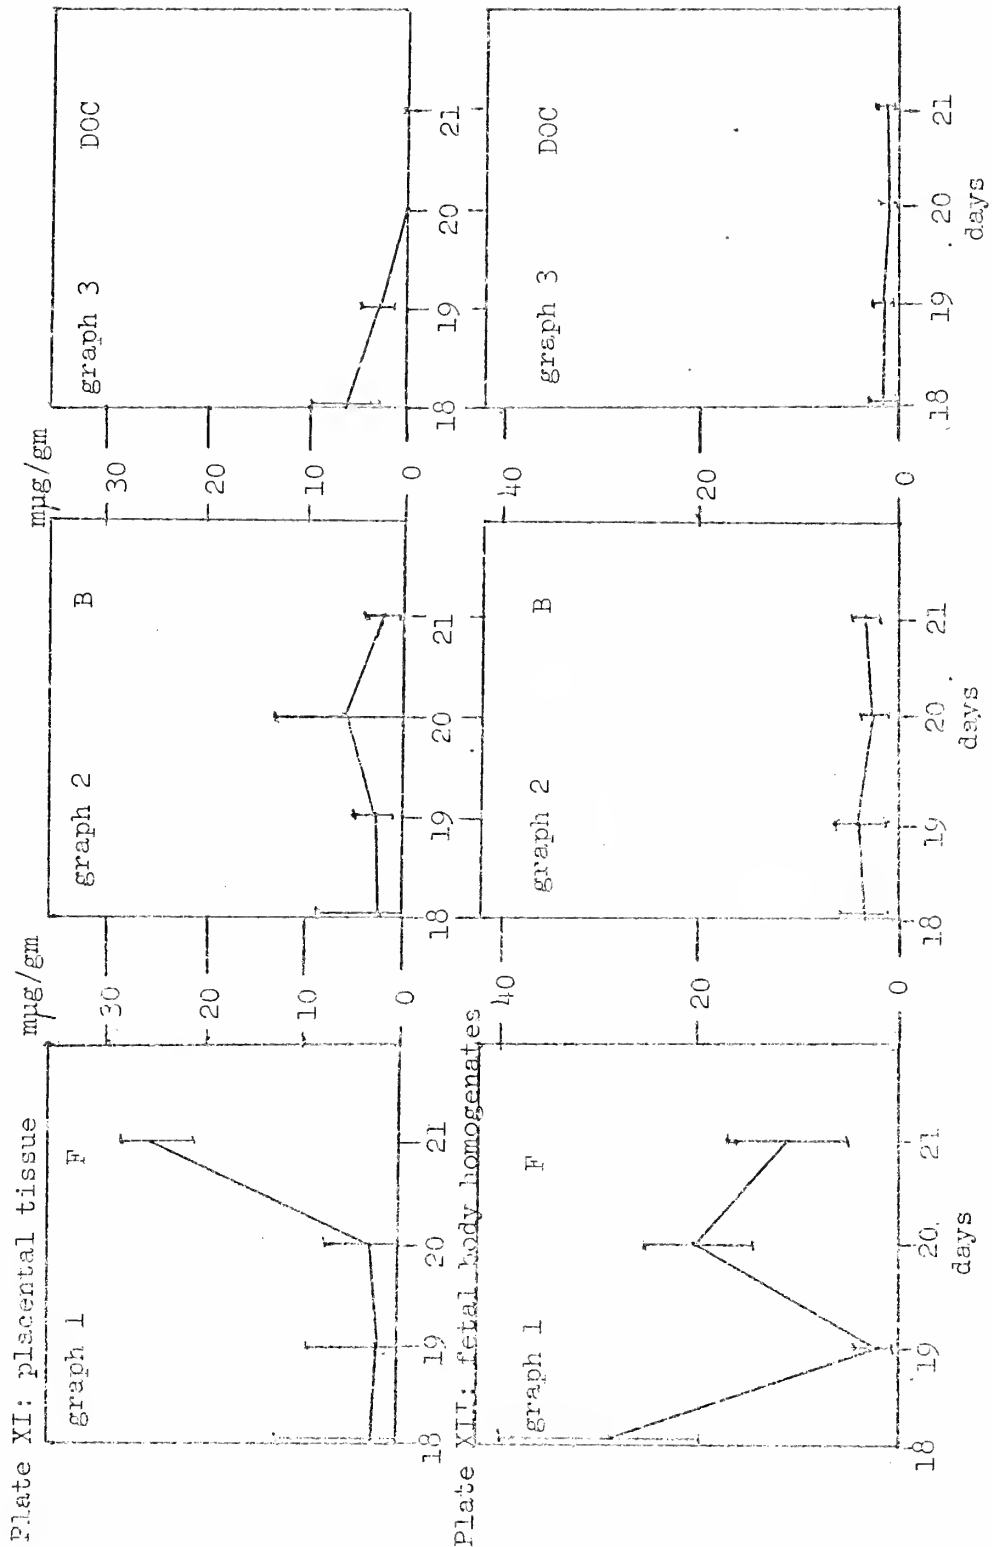 Plate XI: placental tissue
mµg/gm
mµg/gm
graph 1
F
30
20
10
0
18
19
20
21
graph 2
B
30
20
10
0
18
19
20
21
graph 3
DOC
18
19
20
21
Plate XII: fetal body homogenates
graph 1
F
40
20
0
18
19
20
21
days
graph 2
B
40
20
0
18
19
20
21
days
graph 3
DOC
18
19
20
21
days